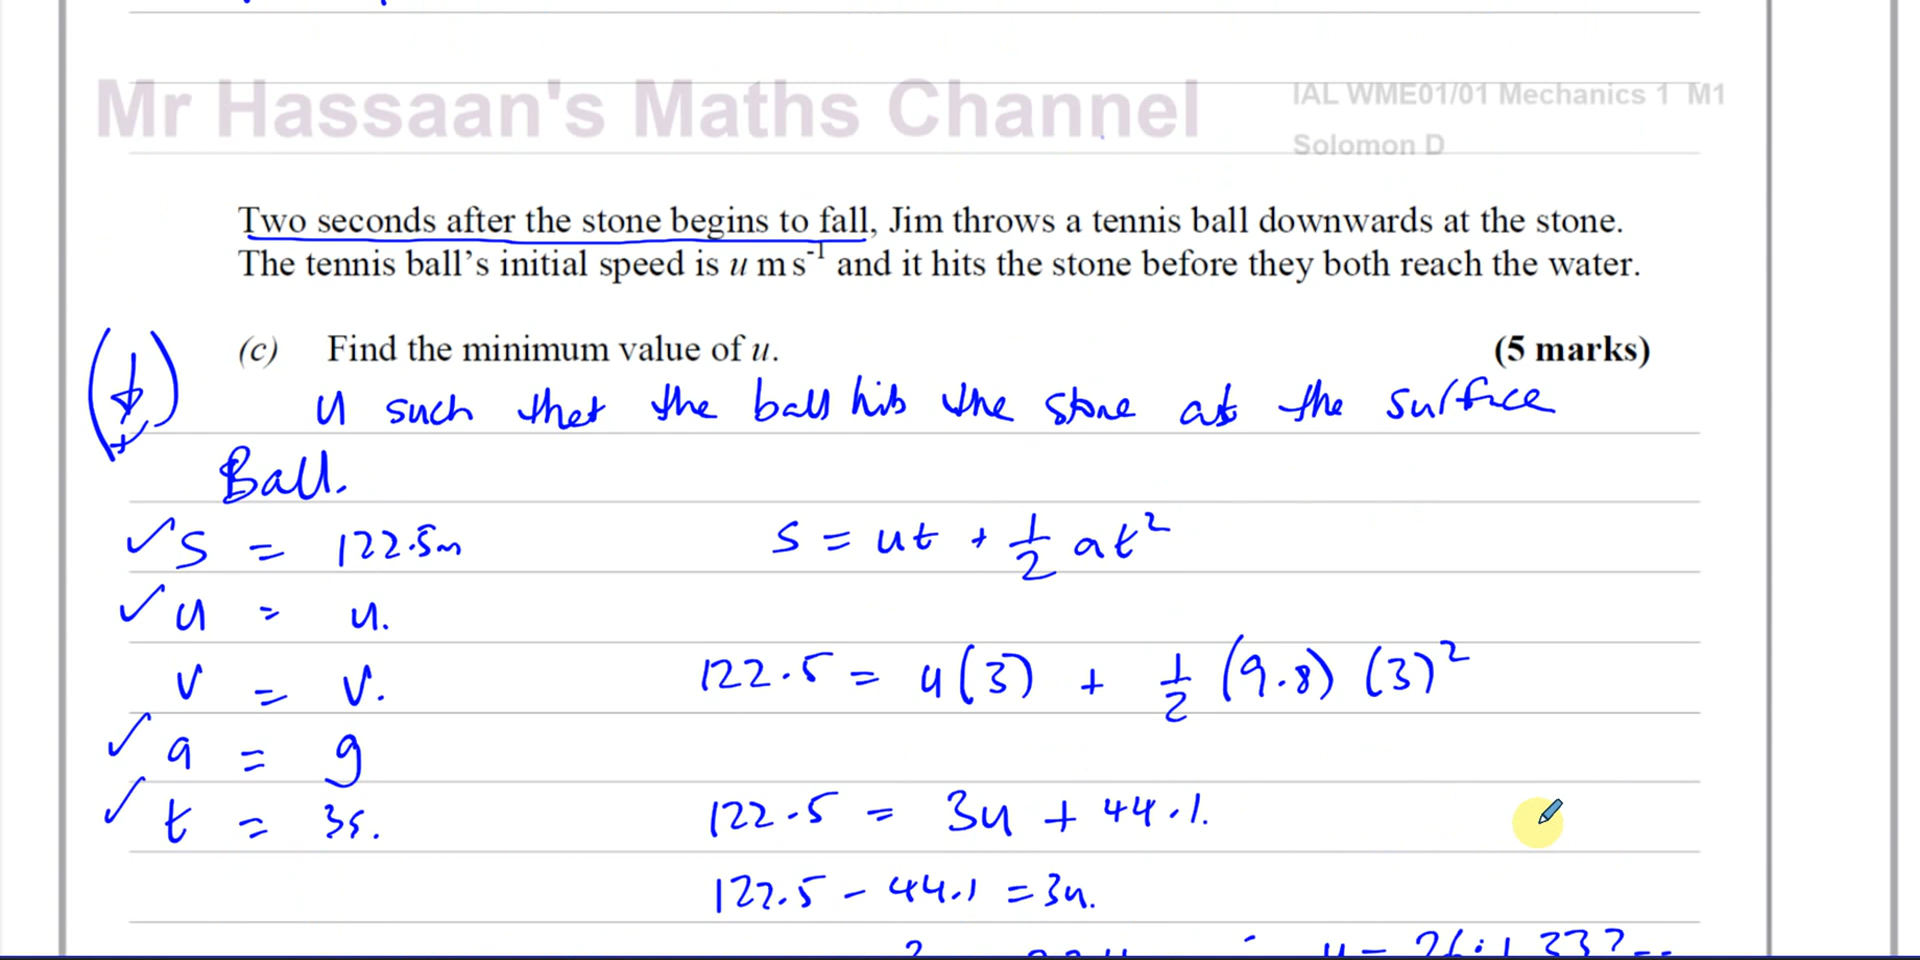 Mr Hassaan's Maths Channel
IAL WME01/01 Mechanics 1 M1
Solomon D
Two seconds after the stone begins to fall, Jim throws a tennis ball downwards at the stone.
The tennis ball's initial speed is u m s⁻¹ and it hits the stone before they both reach the water.
(c) Find the minimum value of u. (5 marks)
u such that the ball hits the stone at the surface
Ball.
✓ s = 122.5m
✓ u = u.
v = v.
✓ a = g
✓ t = 3s.
s = ut + 1/2 at²
122.5 = u(3) + 1/2 (9.8) (3)²
122.5 = 3u + 44.1.
122.5 - 44.1 = 3u.